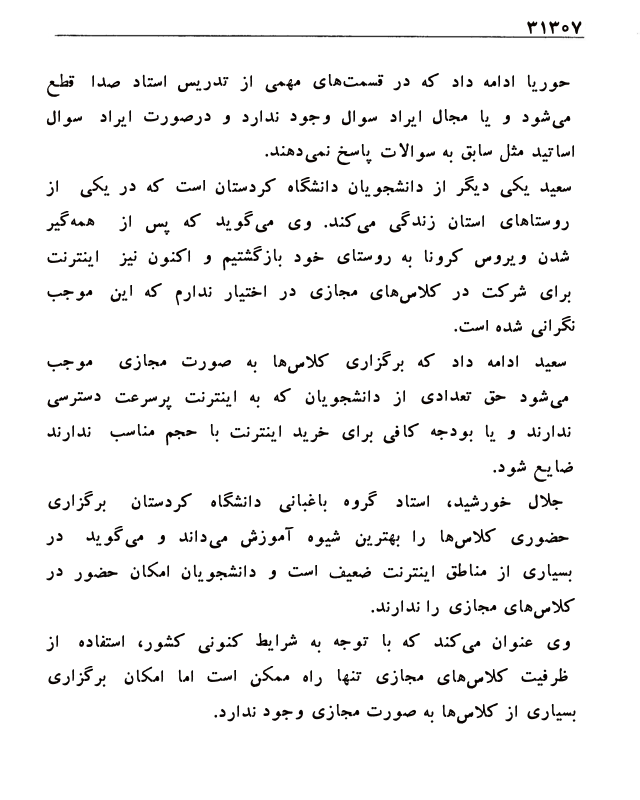 ۳۱۳۰۷
حوریا ادامه داد که در قسمت‌های مهمی از تدریس استاد صدا قطع
می‌شود و یا مجال ایراد سوال وجود ندارد و درصورت ایراد سوال
اساتید مثل سابق به سوالات پاسخ نمی‌دهند.
سعید یکی دیگر از دانشجویان دانشگاه کردستان است که در یکی از
روستاهای استان زندگی می‌کند. وی می‌گوید که پس از همه‌گیر
شدن ویروس کرونا به روستای خود بازگشتیم و اکنون نیز اینترنت
برای شرکت در کلاس‌های مجازی در اختیار ندارم که این موجب
نگرانی شده است.
سعید ادامه داد که برگزاری کلاس‌ها به صورت مجازی موجب
می‌شود حق تعدادی از دانشجویان که به اینترنت پرسرعت دسترسی
ندارند و یا بودجه کافی برای خرید اینترنت با حجم مناسب ندارند
ضایع شود.
جلال خورشید، استاد گروه باغبانی دانشگاه کردستان برگزاری
حضوری کلاس‌ها را بهترین شیوه آموزش می‌داند و می‌گوید در
بسیاری از مناطق اینترنت ضعیف است و دانشجویان امکان حضور در
کلاس‌های مجازی را ندارند.
وی عنوان می‌کند که با توجه به شرایط کنونی کشور، استفاده از
ظرفیت کلاس‌های مجازی تنها راه ممکن است اما امکان برگزاری
بسیاری از کلاس‌ها به صورت مجازی وجود ندارد.